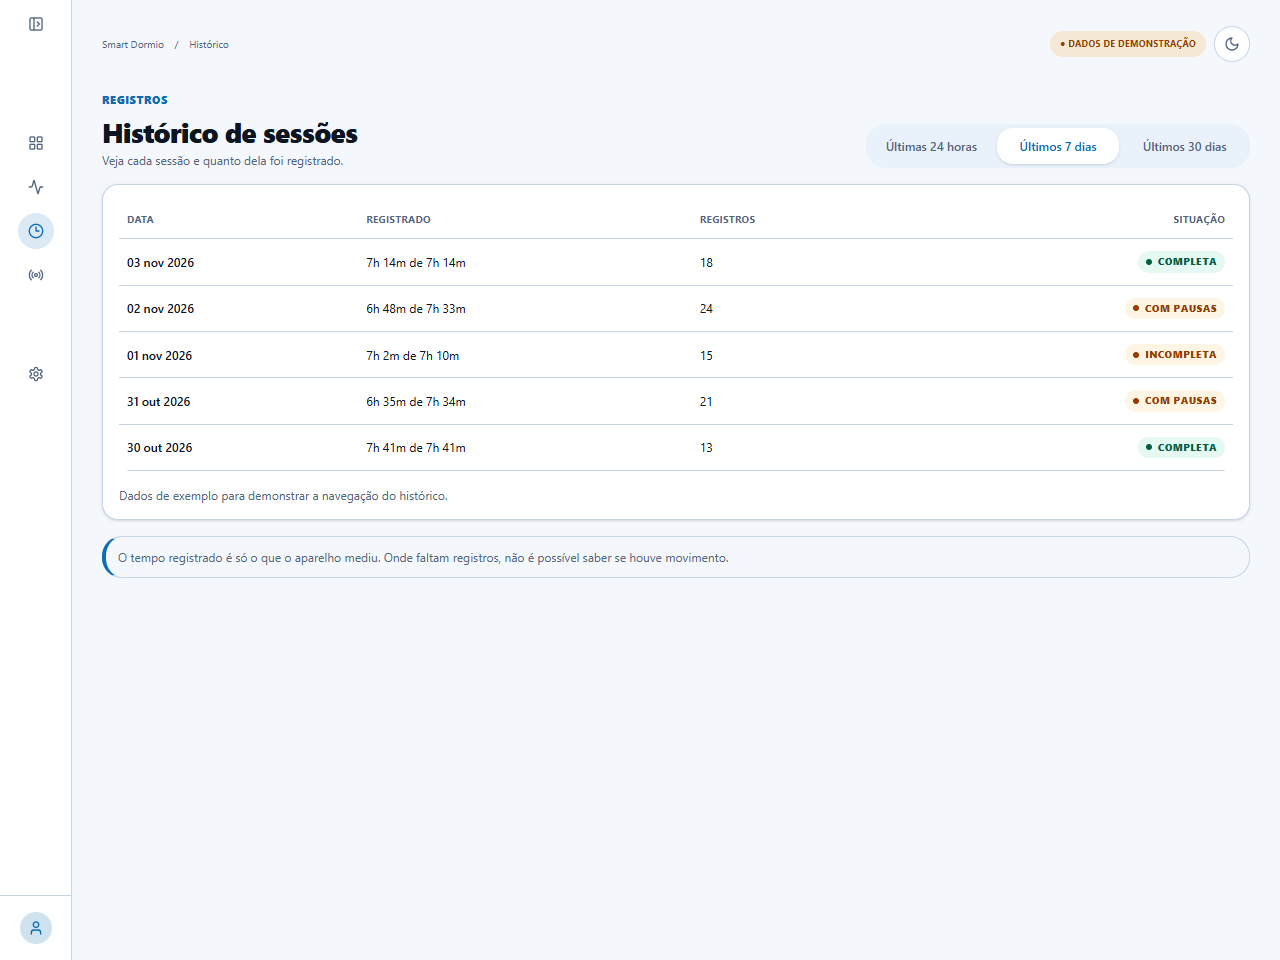 Smart Dormio / Histórico
• DADOS DE DEMONSTRAÇÃO
REGISTROS
Histórico de sessões
Veja cada sessão e quanto dela foi registrado.
Últimas 24 horas Últimos 7 dias Últimos 30 dias
DATA REGISTRADO REGISTROS SITUAÇÃO
03 nov 2026 7h 14m de 7h 14m 18 • COMPLETA
02 nov 2026 6h 48m de 7h 33m 24 • COM PAUSAS
01 nov 2026 7h 2m de 7h 10m 15 • INCOMPLETA
31 out 2026 6h 35m de 7h 34m 21 • COM PAUSAS
30 out 2026 7h 41m de 7h 41m 13 • COMPLETA
Dados de exemplo para demonstrar a navegação do histórico.
O tempo registrado é só o que o aparelho mediu. Onde faltam registros, não é possível saber se houve movimento.